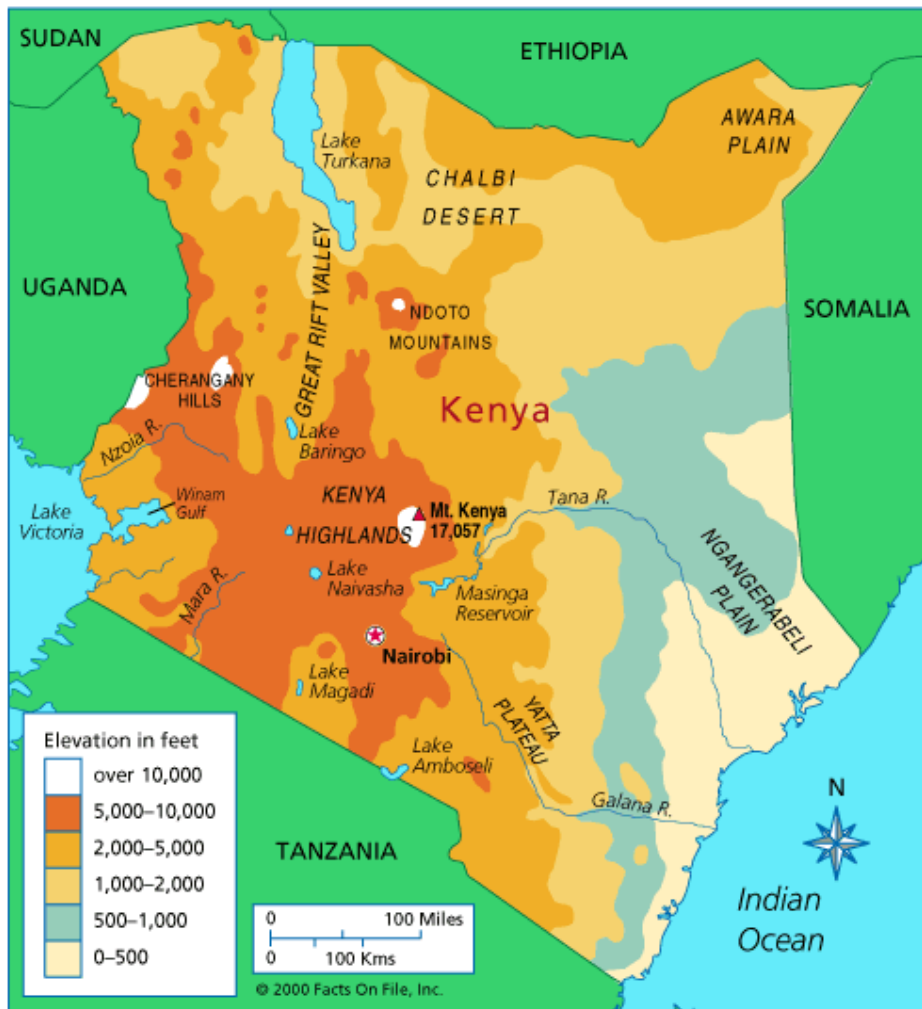 SUDAN
ETHIOPIA
AWARA
PLAIN
Lake
Turkana
CHALBI
DESERT
UGANDA
GREAT RIFT VALLEY
SOMALIA
NDOTO
MOUNTAINS
CHERANGANY
HILLS
Kenya
Nzoia R.
Lake
Baringo
KENYA
HIGHLANDS
Winam
Gulf
Lake
Victoria
Mt. Kenya
17,057
Tana R.
NGANGERABELI
PLAIN
Lake
Naivasha
Masinga
Reservoir
Mara R.
Nairobi
Lake
Magadi
YATTA
PLATEAU
Lake
Amboseli
Galana R.
TANZANIA
Elevation in feet
over 10,000
5,000–10,000
2,000–5,000
1,000–2,000
500–1,000
0–500
0 100 Miles
0 100 Kms
© 2000 Facts On File, Inc.
N
Indian
Ocean